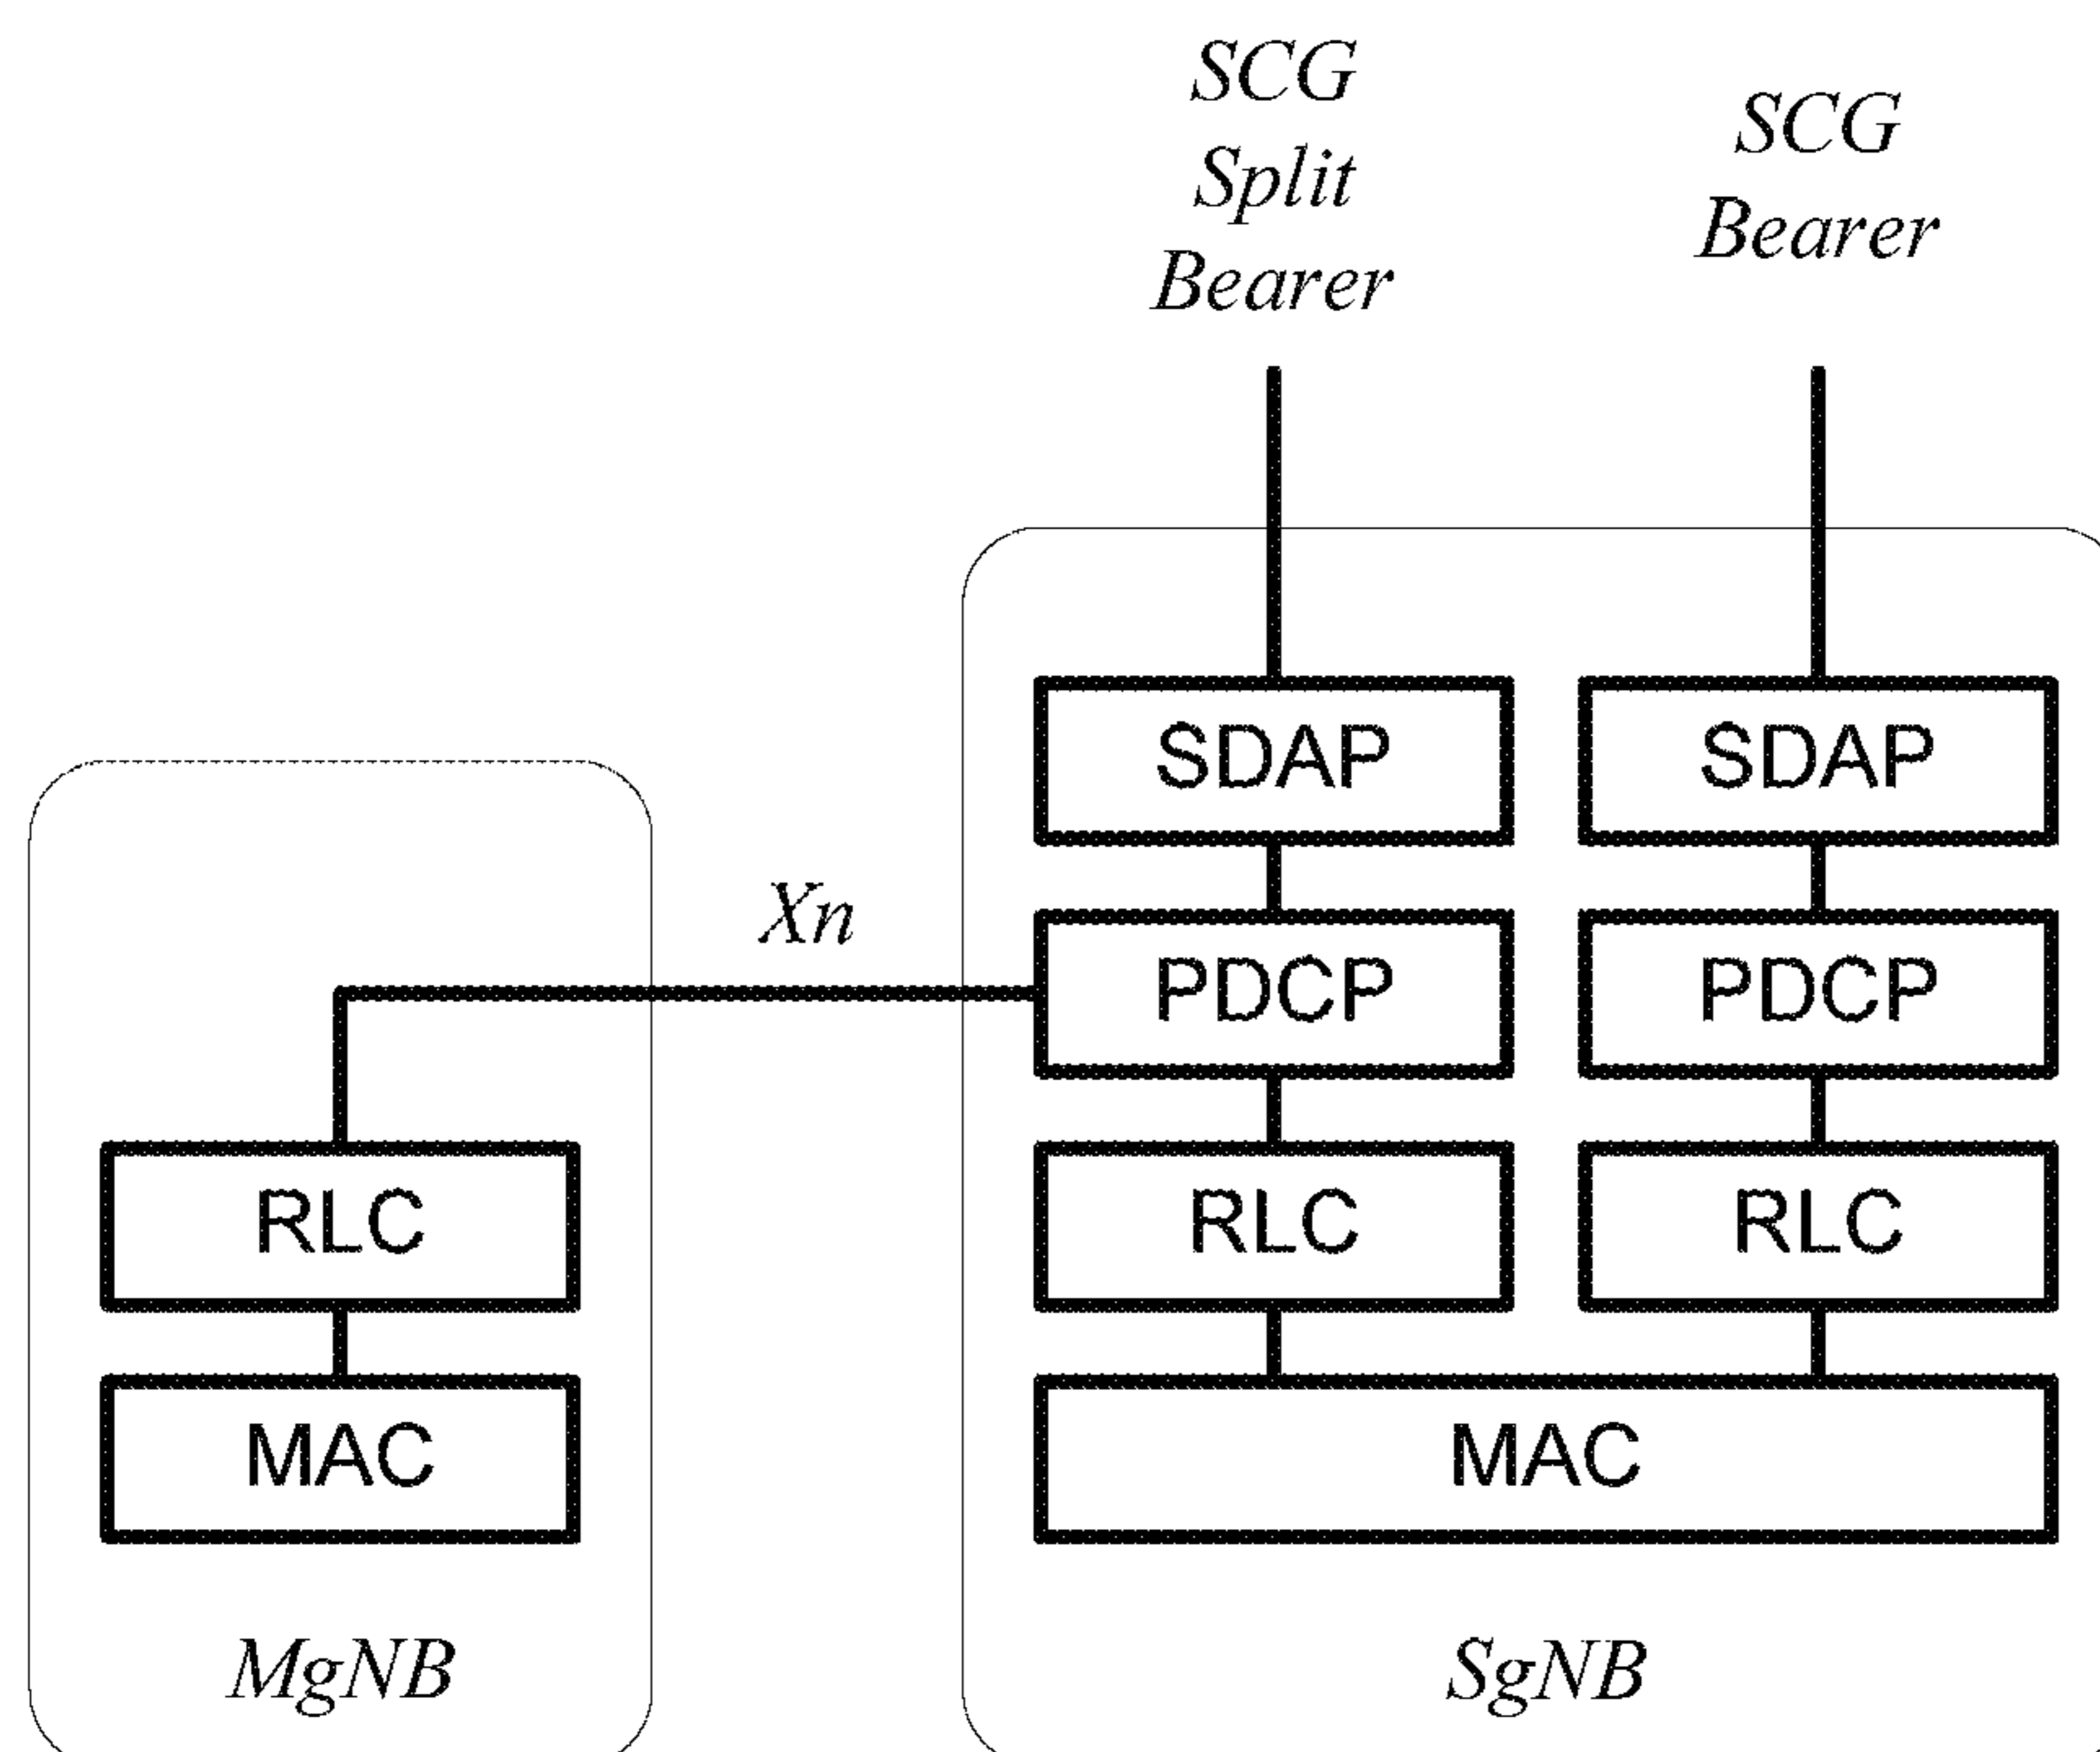 SCG
Split
Bearer
SCG
Bearer
SDAP
SDAP
Xn
PDCP
PDCP
RLC
RLC
RLC
MAC
MAC
MgNB
SgNB